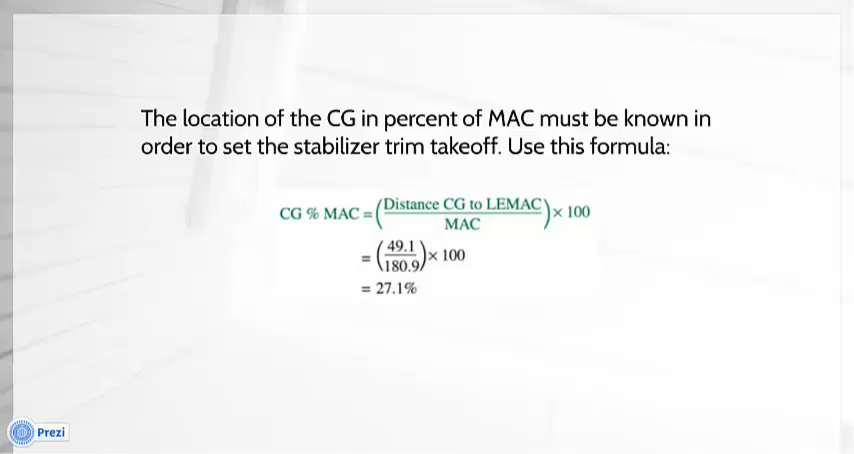 The location of the CG in percent of MAC must be known in
order to set the stabilizer trim takeoff. Use this formula:
CG % MAC = (Distance CG to LEMAC / MAC) × 100
= (49.1 / 180.9) × 100
= 27.1%
Prezi